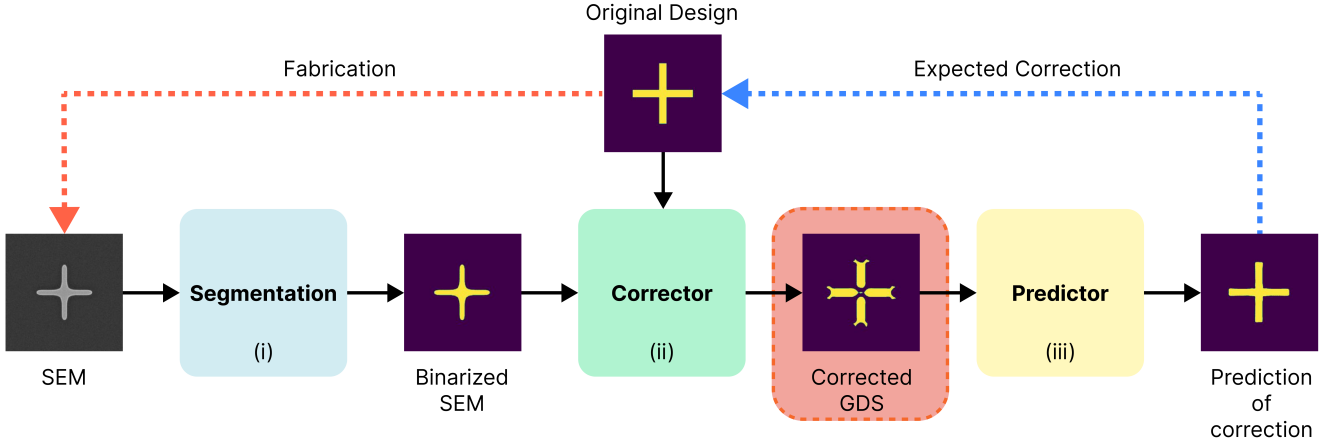 Original Design
Fabrication
Expected Correction
Segmentation
(i)
Corrector
(ii)
Predictor
(iii)
SEM
Binarized
SEM
Corrected
GDS
Prediction
of
correction